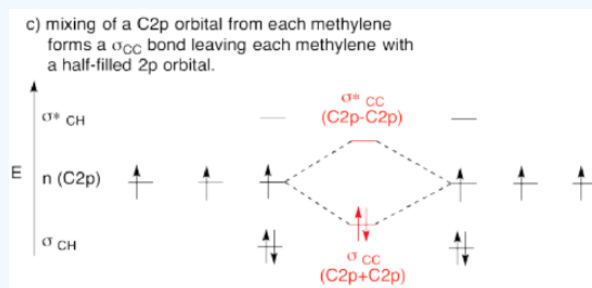 c) mixing of a C2p orbital from each methylene
forms a σCC bond leaving each methylene with
a half-filled 2p orbital.
σ* CC
(C2p-C2p)
σ* CH
E
n (C2p)
σ CH
σ CC
(C2p+C2p)